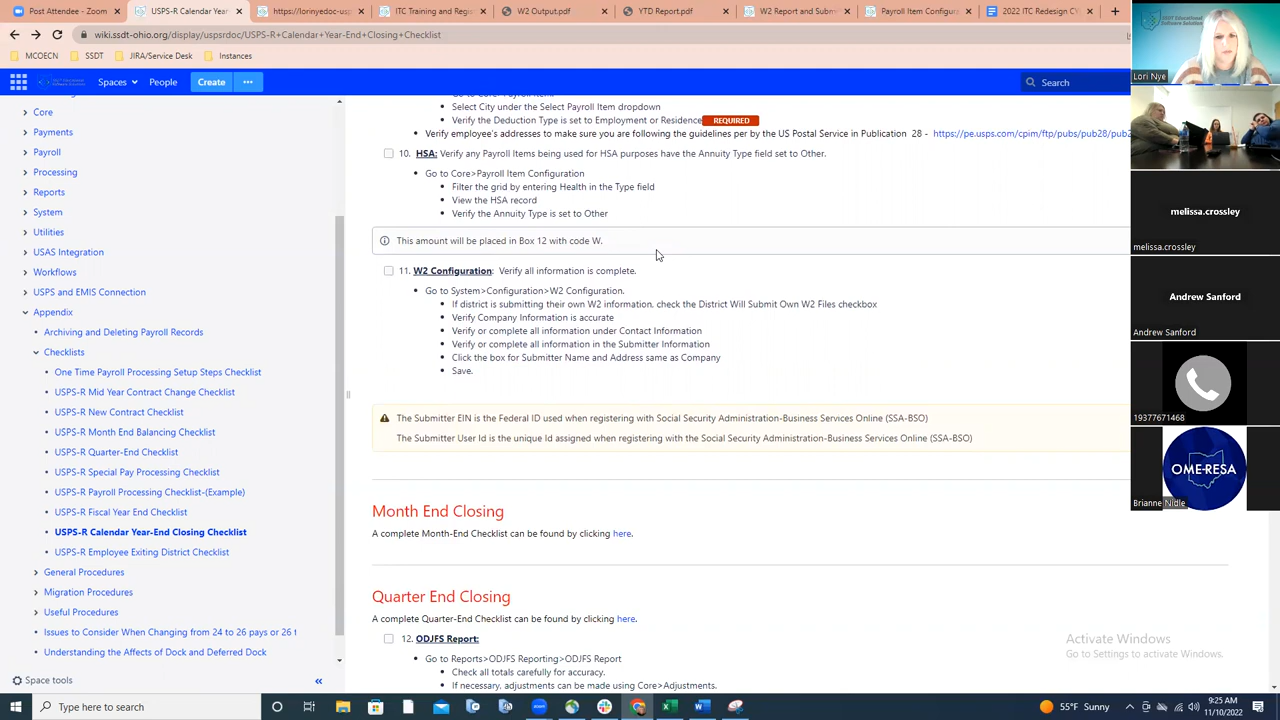 Attendee
USPS-R Calendar Year
https://lorinyedoc-usp
ITC Training and Regi
W2 Output.pdf
YTD Report.pdf
W2 Report and Submi
Payroll Item Configurat
2022 ITC Redesign CY
wiki.ssdt-ohio.org/display/uspsrdoc/USPS-R+Calendar+Year-End+Closing+Checklist
MCOECN
SSDT
JIRA/Service Desk
Instances
Spaces
People
Create
Search
Core
Payments
Payroll
Processing
Reports
System
Utilities
USAS Integration
Workflows
USPS and EMIS Connection
Appendix
Archiving and Deleting Payroll Records
Checklists
One Time Payroll Processing Setup Steps Checklist
USPS-R Mid Year Contract Change Checklist
USPS-R New Contract Checklist
USPS-R Month End Balancing Checklist
USPS-R Quarter-End Checklist
USPS-R Special Pay Processing Checklist
USPS-R Payroll Processing Checklist-(Example)
USPS-R Fiscal Year End Checklist
USPS-R Calendar Year-End Closing Checklist
USPS-R Employee Exiting District Checklist
General Procedures
Migration Procedures
Useful Procedures
Issues to Consider When Changing from 24 to 26 pays or 26 t
Understanding the Affects of Dock and Deferred Dock
Space tools
Select City under the Select Payroll Item dropdown
Verify the Deduction Type is set to Employment or Residence REQUIRED
Verify employee's addresses to make sure you are following the guidelines per by the US Postal Service in Publication 28 - https://pe.usps.com/cpim/ftp/pubs/pub28/pub2
10. HSA: Verify any Payroll Items being used for HSA purposes have the Annuity Type field set to Other.
Go to Core>Payroll Item Configuration
Filter the grid by entering Health in the Type field
View the HSA record
Verify the Annuity Type is set to Other
This amount will be placed in Box 12 with code W.
11. W2 Configuration: Verify all information is complete.
Go to System>Configuration>W2 Configuration.
If district is submitting their own W2 information, check the District Will Submit Own W2 Files checkbox
Verify Company Information is accurate
Verify or complete all information under Contact Information
Verify or complete all information in the Submitter Information
Click the box for Submitter Name and Address same as Company
Save.
The Submitter EIN is the Federal ID used when registering with Social Security Administration-Business Services Online (SSA-BSO)
The Submitter User Id is the unique Id assigned when registering with the Social Security Administration-Business Services Online (SSA-BSO)
Month End Closing
A complete Month-End Checklist can be found by clicking here.
Quarter End Closing
A complete Quarter-End Checklist can be found by clicking here.
12. ODJFS Report:
Go to Reports>ODJFS Reporting>ODJFS Report
Check all totals carefully for accuracy.
If necessary, adjustments can be made using Core>Adjustments.
Activate Windows
Go to Settings to activate Windows.
Lori Nye
melissa.crossley
melissa.crossley
Andrew Sanford
Andrew Sanford
19377671468
OME-RESA
Brianne Nidle
Type here to search
55°F Sunny
9:25 AM
11/10/2022